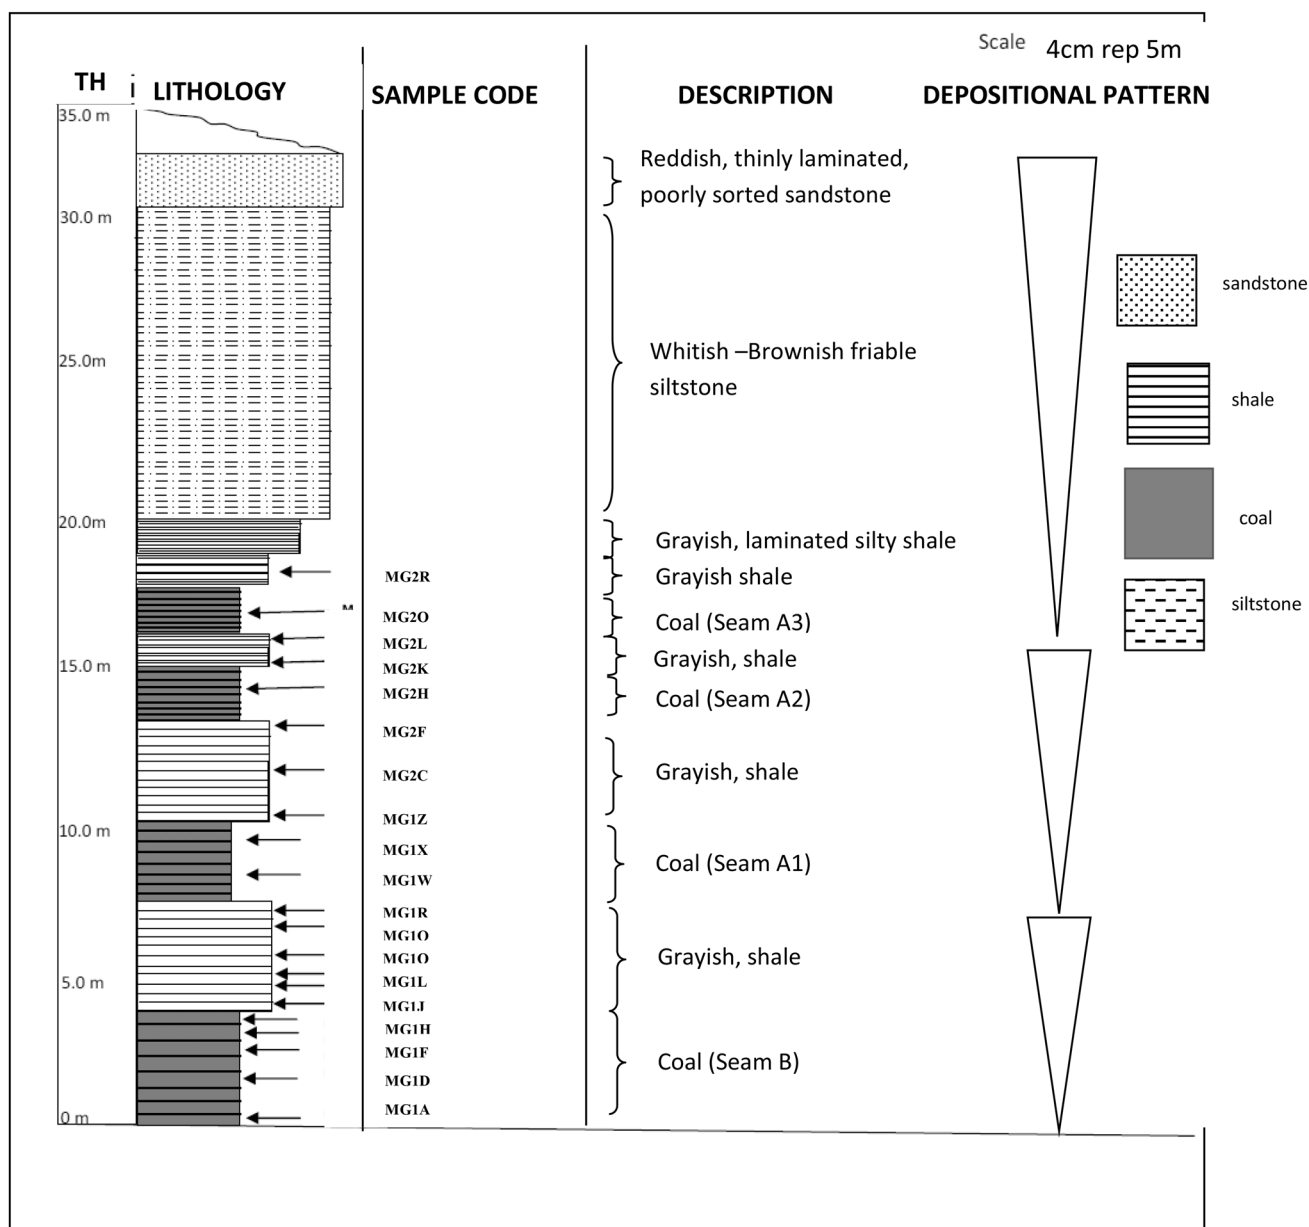 Scale 4cm rep 5m
TH i LITHOLOGY SAMPLE CODE DESCRIPTION DEPOSITIONAL PATTERN
35.0 m
Reddish, thinly laminated,
poorly sorted sandstone
30.0 m
sandstone
Whitish –Brownish friable
siltstone
25.0m
shale
20.0m
coal
Grayish, laminated silty shale
MG2R
Grayish shale
siltstone
M
MG2O
Coal (Seam A3)
MG2L
Grayish, shale
15.0 m
MG2K
MG2H
Coal (Seam A2)
MG2F
MG2C
Grayish, shale
MG1Z
10.0 m
MG1X
Coal (Seam A1)
MG1W
MG1R
MG1O
MG1O
Grayish, shale
5.0 m
MG1L
MG1J
MG1H
MG1F
Coal (Seam B)
MG1D
MG1A
0 m